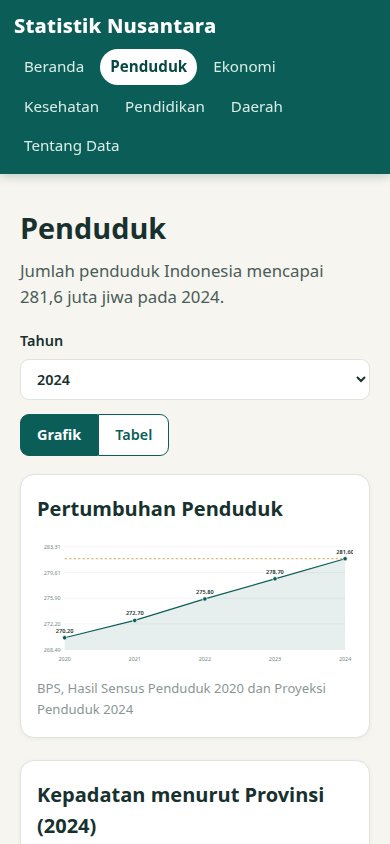 Statistik Nusantara
Beranda Penduduk Ekonomi
Kesehatan Pendidikan Daerah
Tentang Data
Penduduk
Jumlah penduduk Indonesia mencapai
281,6 juta jiwa pada 2024.
Tahun
2024
Grafik Tabel
Pertumbuhan Penduduk
283.31
281.60
279.61
278.70
275.90
275.80
272.70
272.20
270.20
268.49
2020 2021 2022 2023 2024
BPS, Hasil Sensus Penduduk 2020 dan Proyeksi
Penduduk 2024
Kepadatan menurut Provinsi
(2024)